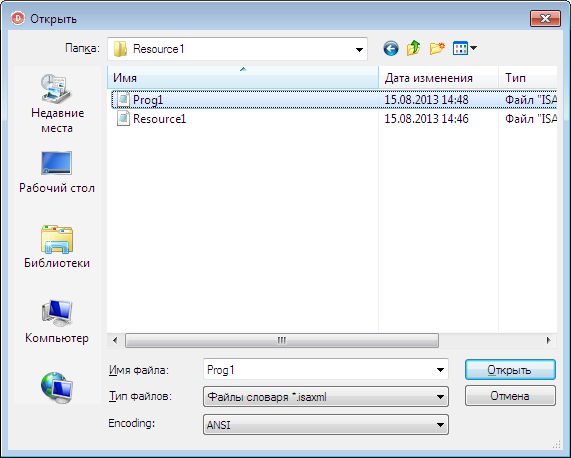 Открыть
Папка: Resource1
Имя Дата изменения Тип
Prog1 15.08.2013 14:48 Файл "ISA
Resource1 15.08.2013 14:46 Файл "ISA
Недавние
места
Рабочий стол
Библиотеки
Компьютер
Имя файла: Prog1 Открыть
Тип файлов: Файлы словаря *.isaxml Отмена
Encoding: ANSI